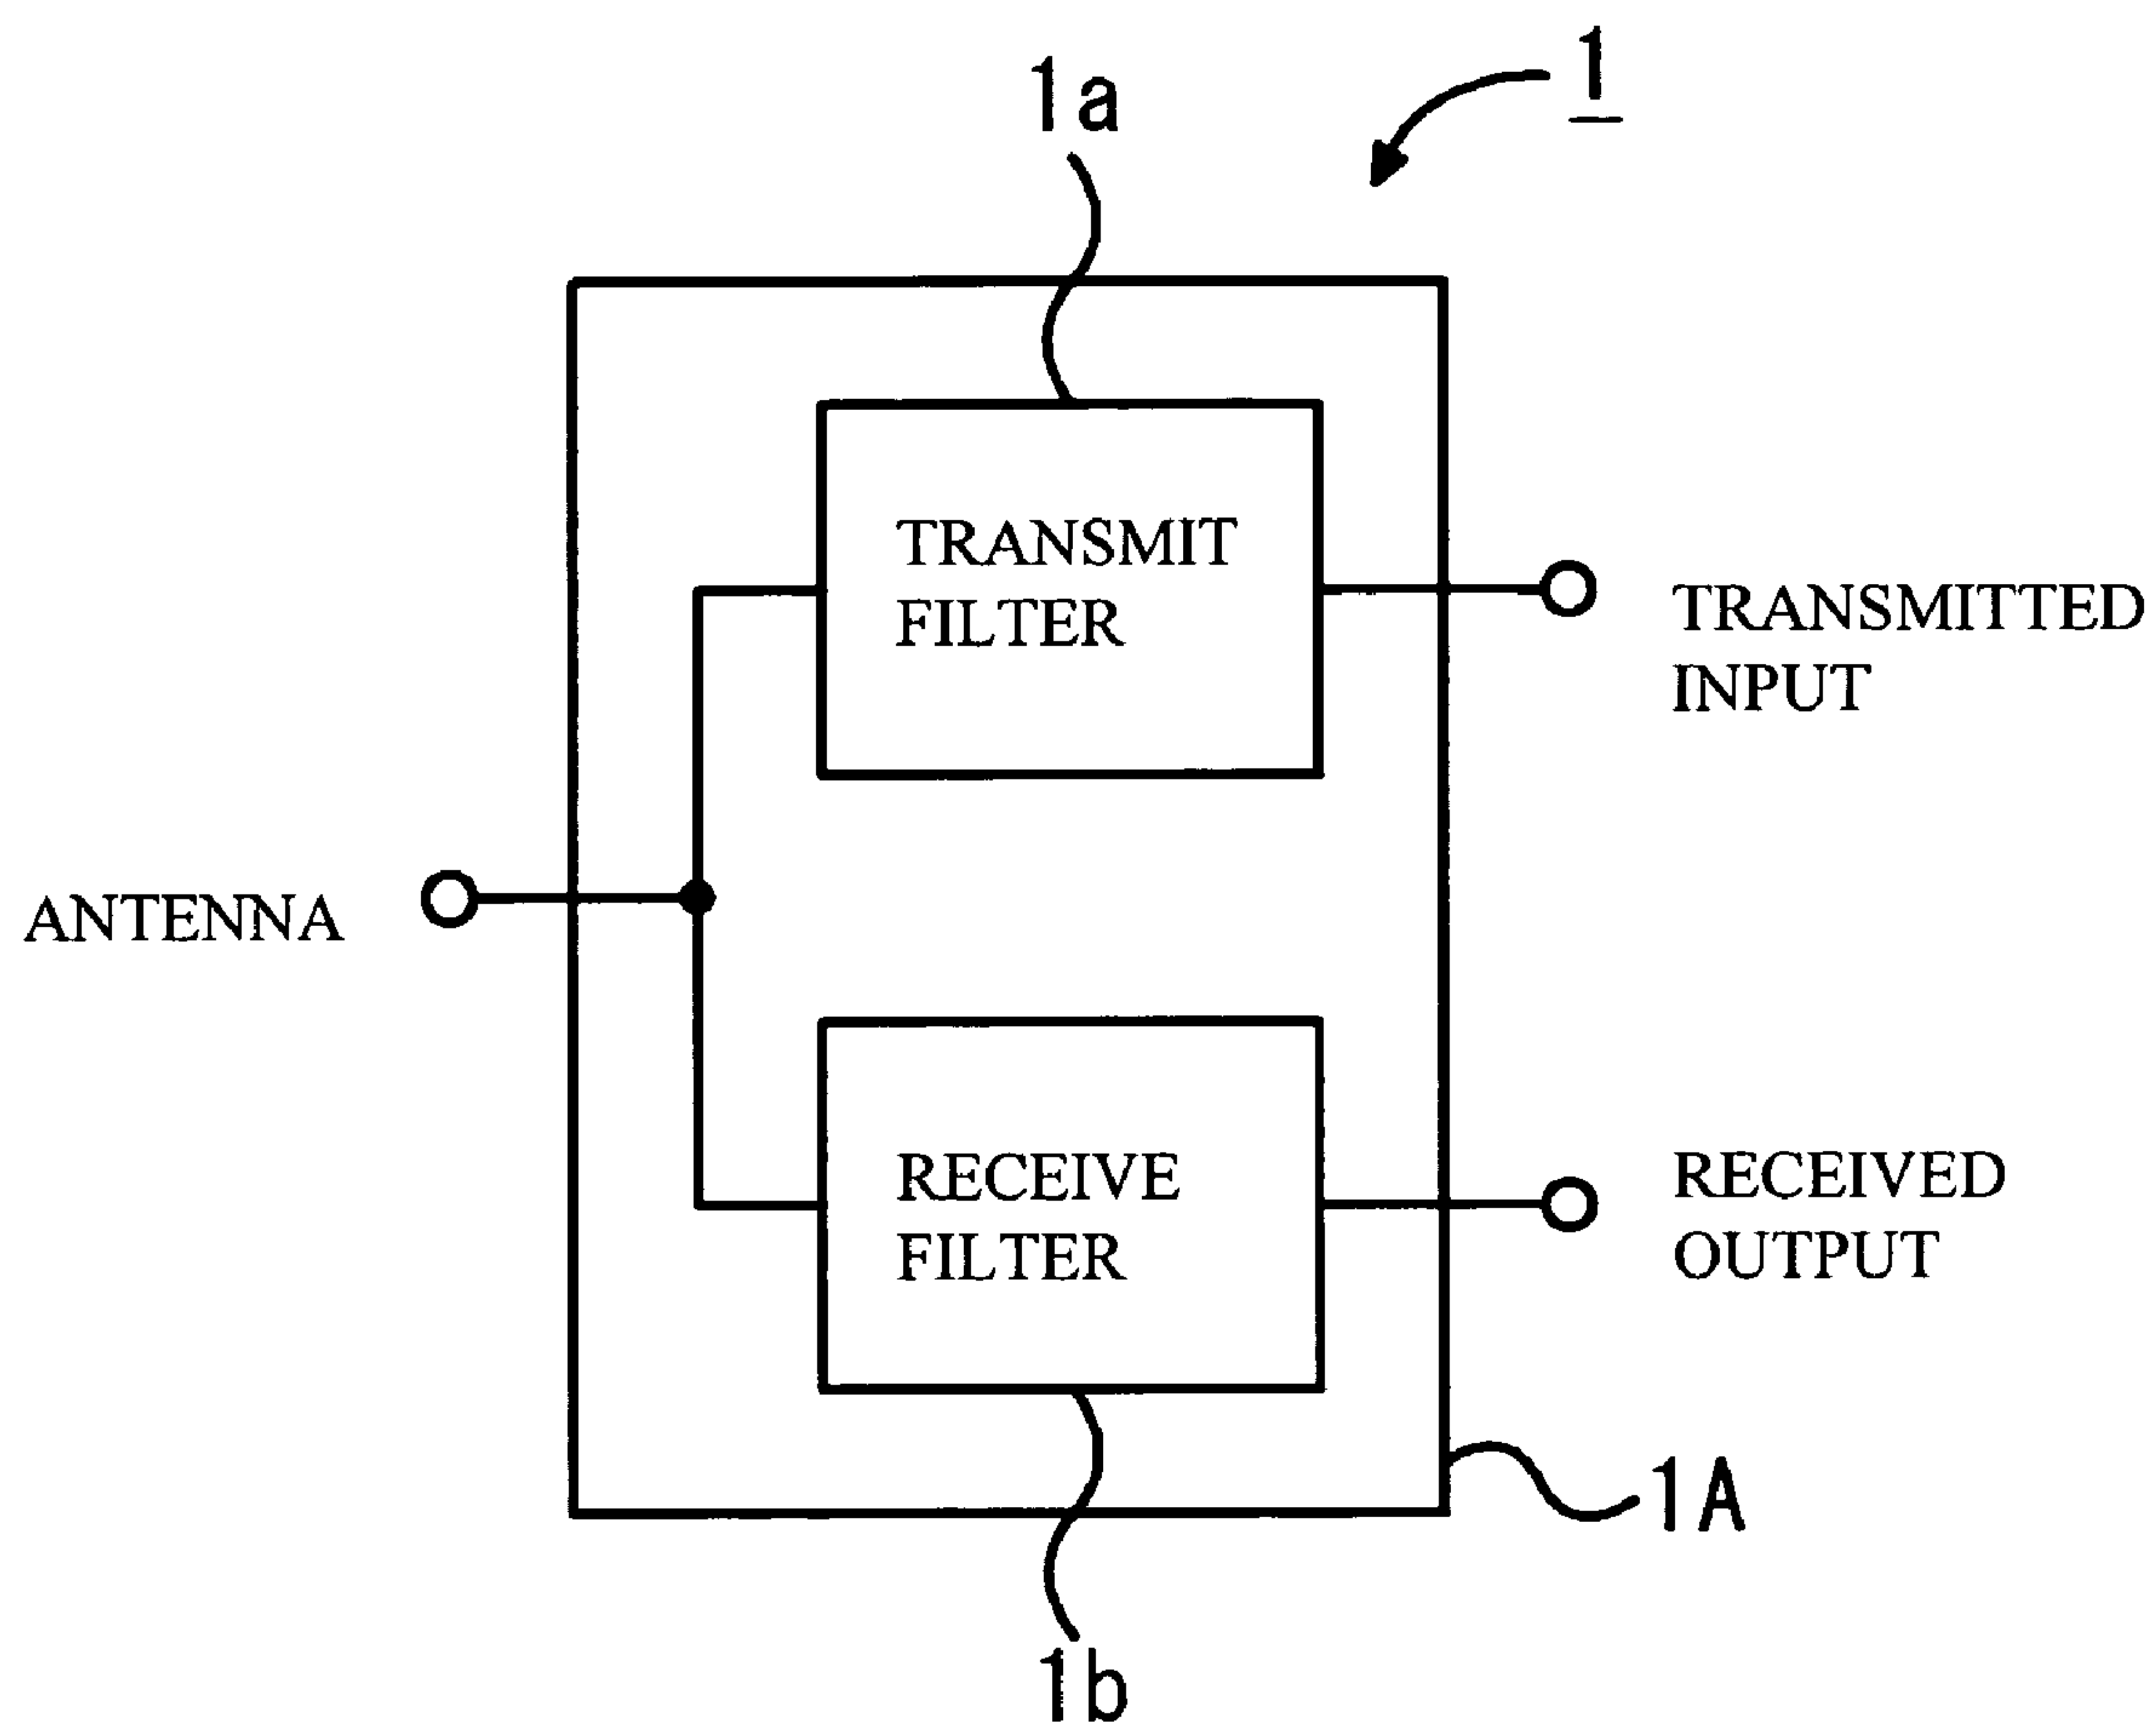 1
1a
TRANSMIT
FILTER
TRANSMITTED
INPUT
ANTENNA
RECEIVE
FILTER
RECEIVED
OUTPUT
1A
1b